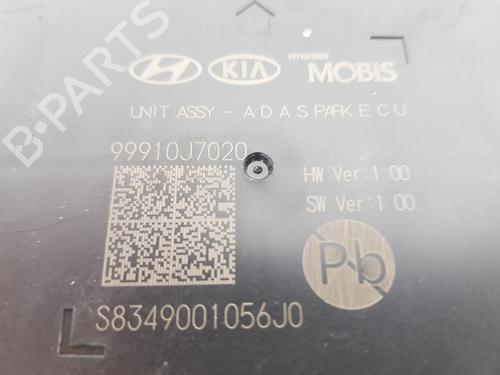 B-PARTS
HYUNDAI
KIA MOBIS
UNIT ASSY - ADAS PARK ECU
99910J7020
HW Ver:1 00
SW Ver:1 00
Pb
S8349001056J0